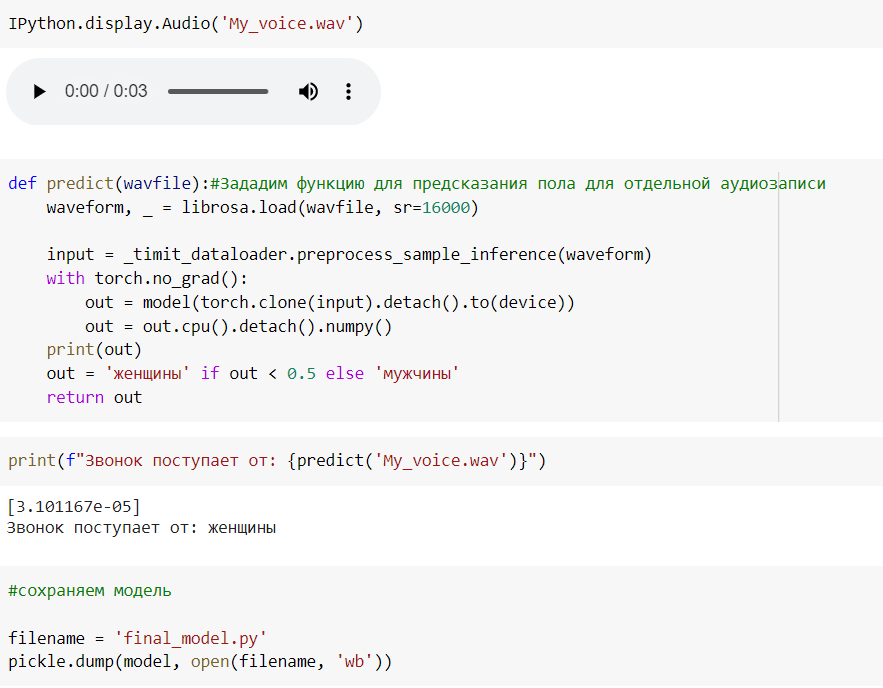 IPython.display.Audio('My_voice.wav')
0:00 / 0:03
def predict(wavfile):#Зададим функцию для предсказания пола для отдельной аудиозаписи
    waveform, _ = librosa.load(wavfile, sr=16000)
    input = _timit_dataloader.preprocess_sample_inference(waveform)
    with torch.no_grad():
        out = model(torch.clone(input).detach().to(device))
        out = out.cpu().detach().numpy()
    print(out)
    out = 'женщины' if out < 0.5 else 'мужчины'
    return out
print(f"Звонок поступает от: {predict('My_voice.wav')}")
[3.101167e-05]
Звонок поступает от: женщины
#сохраняем модель
filename = 'final_model.py'
pickle.dump(model, open(filename, 'wb'))